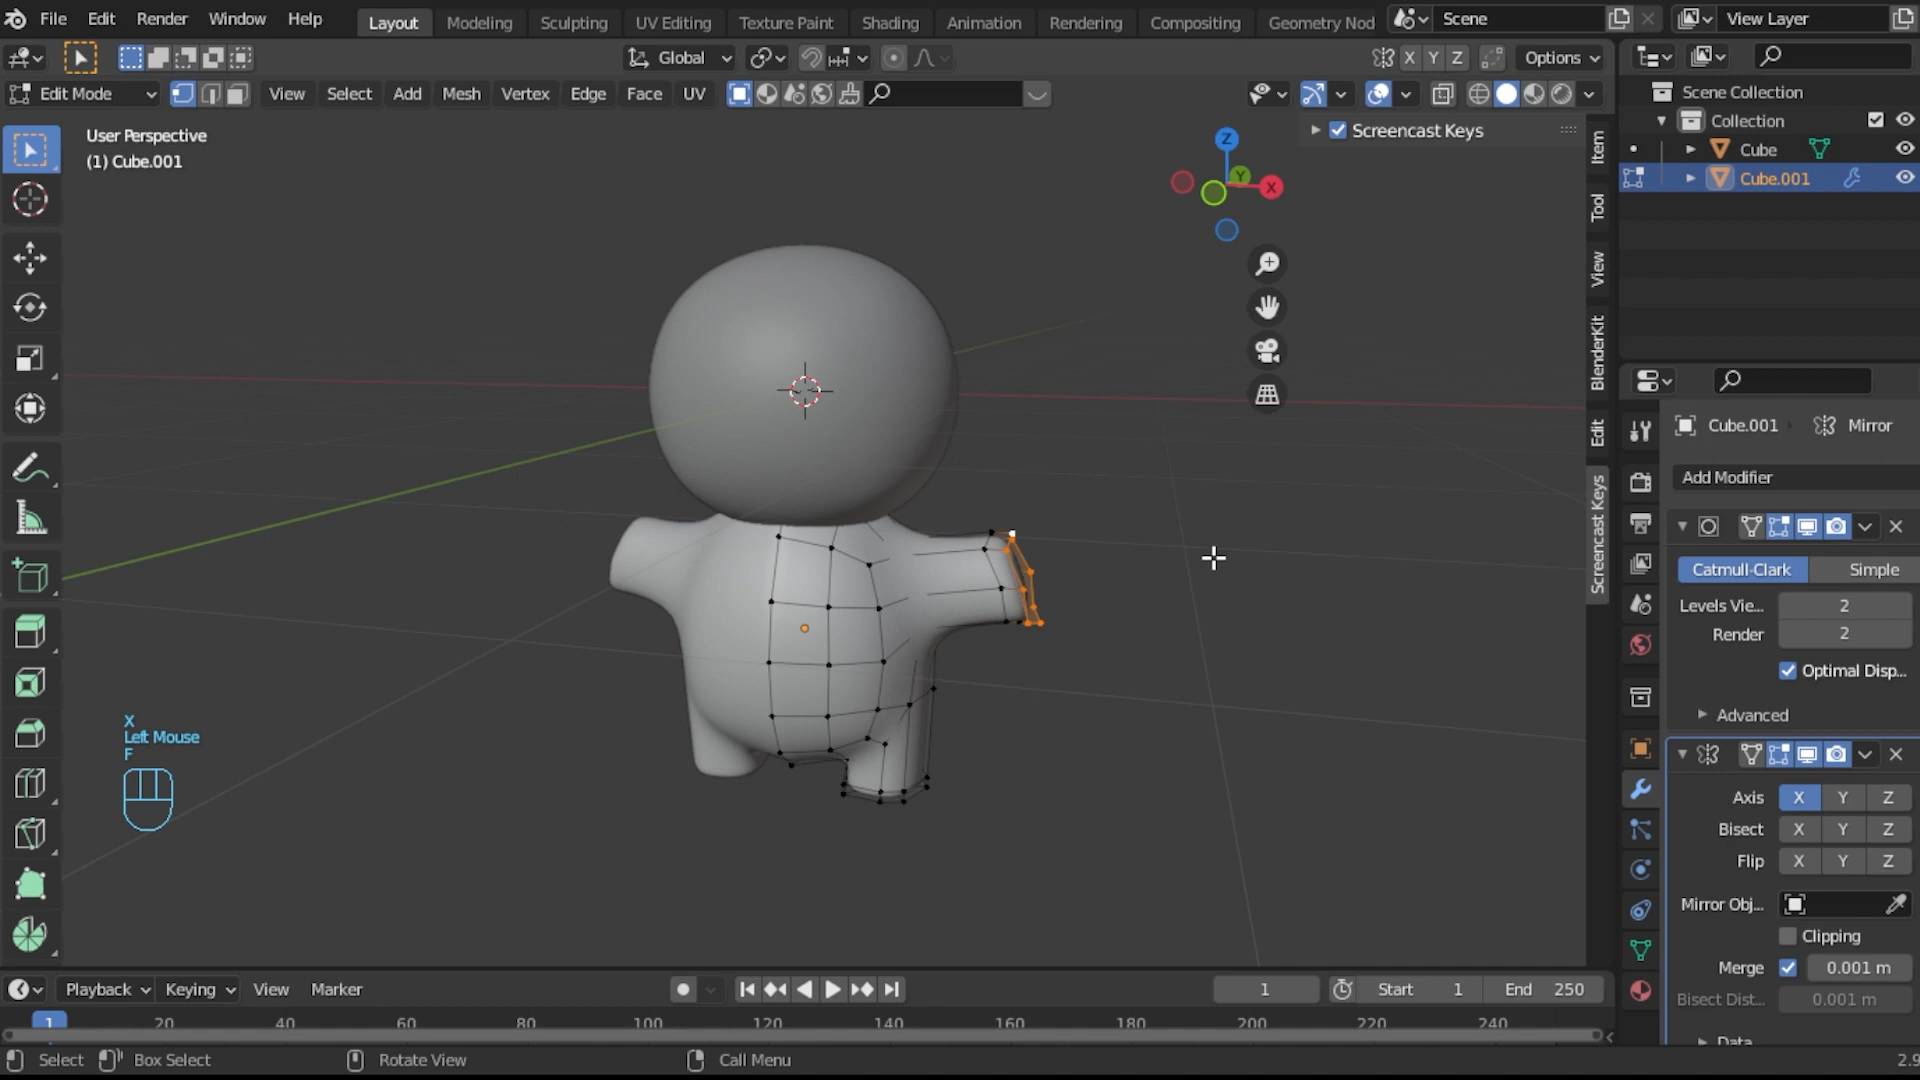 File Edit Render Window Help Layout Modeling Sculpting UV Editing Texture Paint Shading Animation Rendering Compositing Geometry Nod Scene View Layer
Global X Y Z Options
Edit Mode View Select Add Mesh Vertex Edge Face UV
User Perspective
(1) Cube.001
Screencast Keys
Z
Y
X
Item
Tool
View
BlenderKit
Edit
Screencast Keys
Scene Collection
Collection
Cube
Cube.001
Cube.001 Mirror
Add Modifier
Catmull-Clark Simple
Levels Vie... 2
Render 2
Optimal Disp...
Advanced
Axis X Y Z
Bisect X Y Z
Flip X Y Z
Mirror Obj...
Clipping
Merge 0.001 m
Bisect Dist... 0.001 m
Data
X
Left Mouse
F
Playback Keying View Marker 1 Start 1 End 250
1 20 40 60 80 100 120 140 160 180 200 220 240
Select Box Select Rotate View Call Menu 2.9